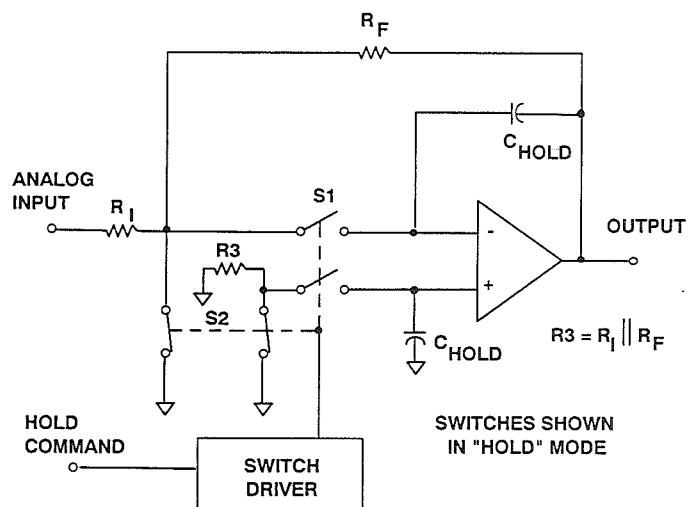 RF
CHOLD
ANALOG
INPUT
RI
S1
OUTPUT
R3
-
+
S2
CHOLD
R3 = RI || RF
HOLD
COMMAND
SWITCHES SHOWN
IN "HOLD" MODE
SWITCH
DRIVER